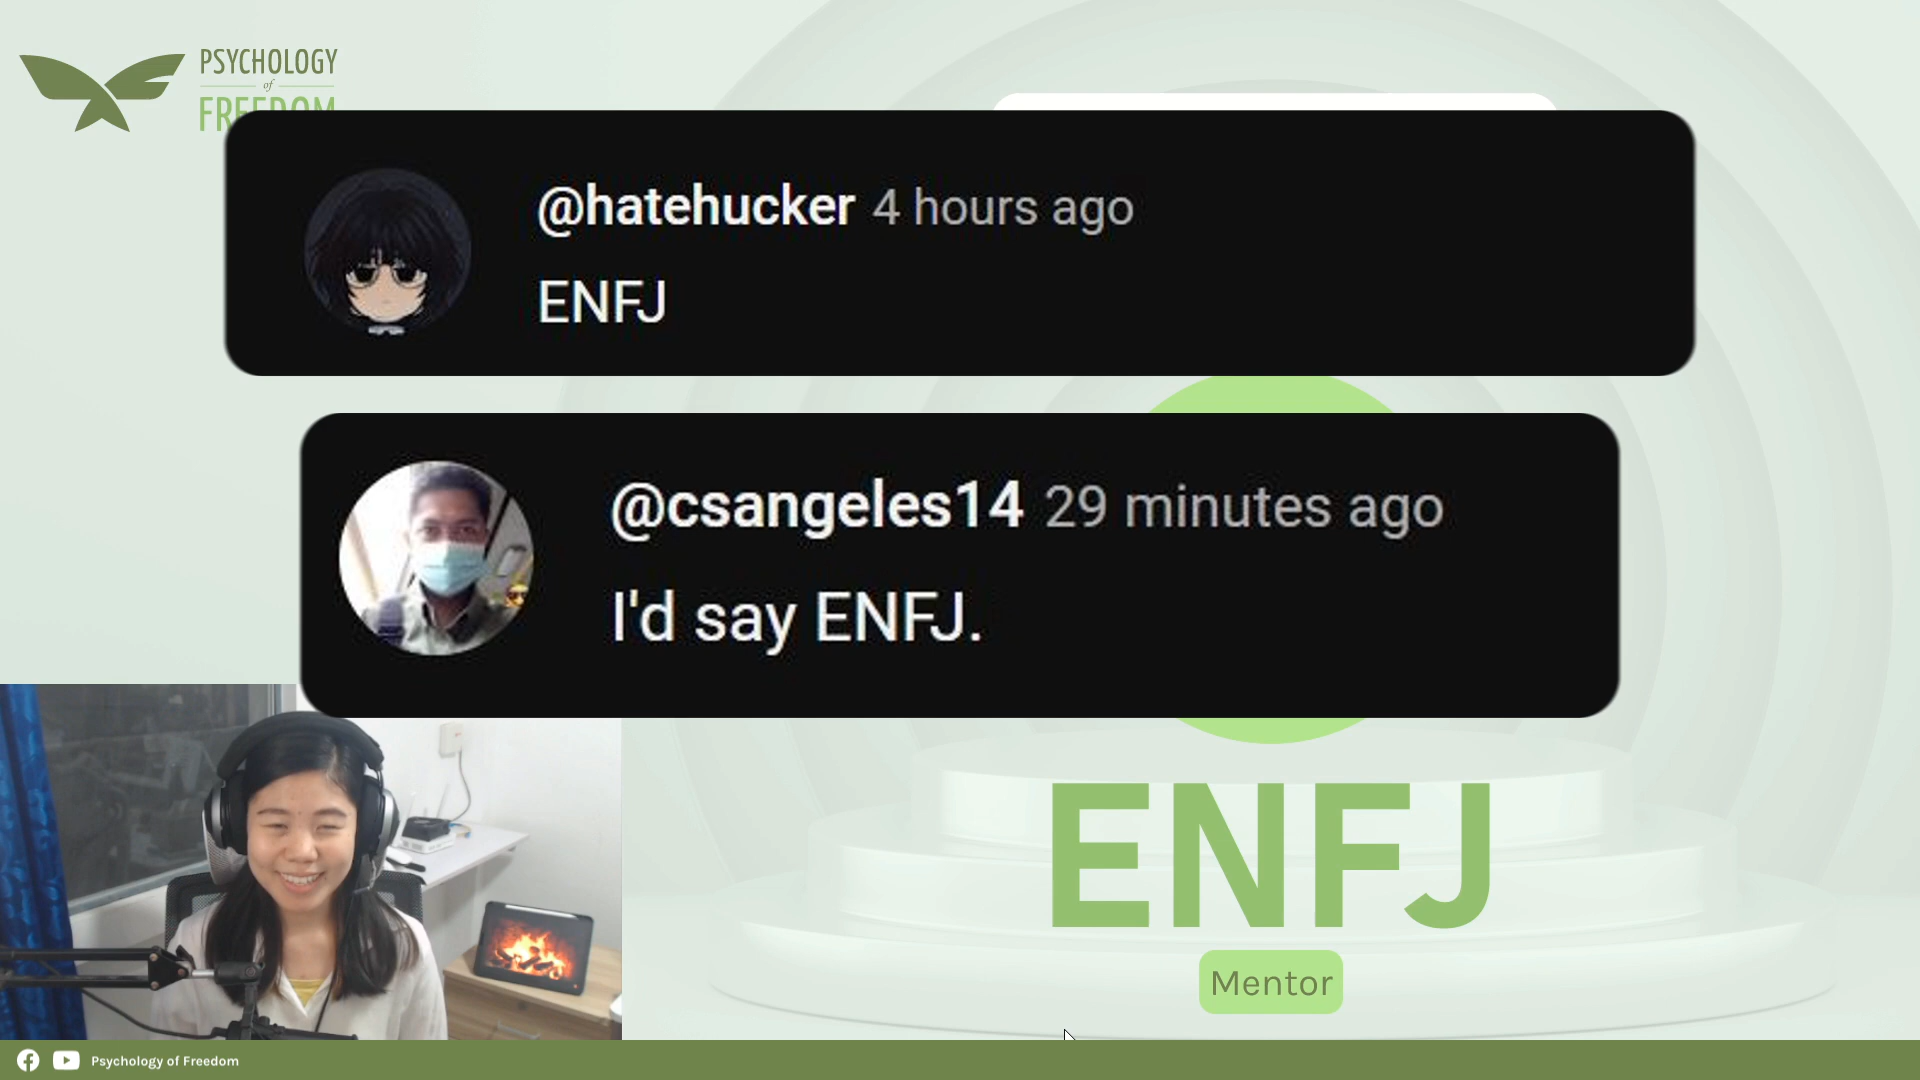 PSYCHOLOGY
of
FREEDOM
@hatehucker 4 hours ago
ENFJ
@csangeles14 29 minutes ago
I'd say ENFJ.
ENFJ
Mentor
Psychology of Freedom